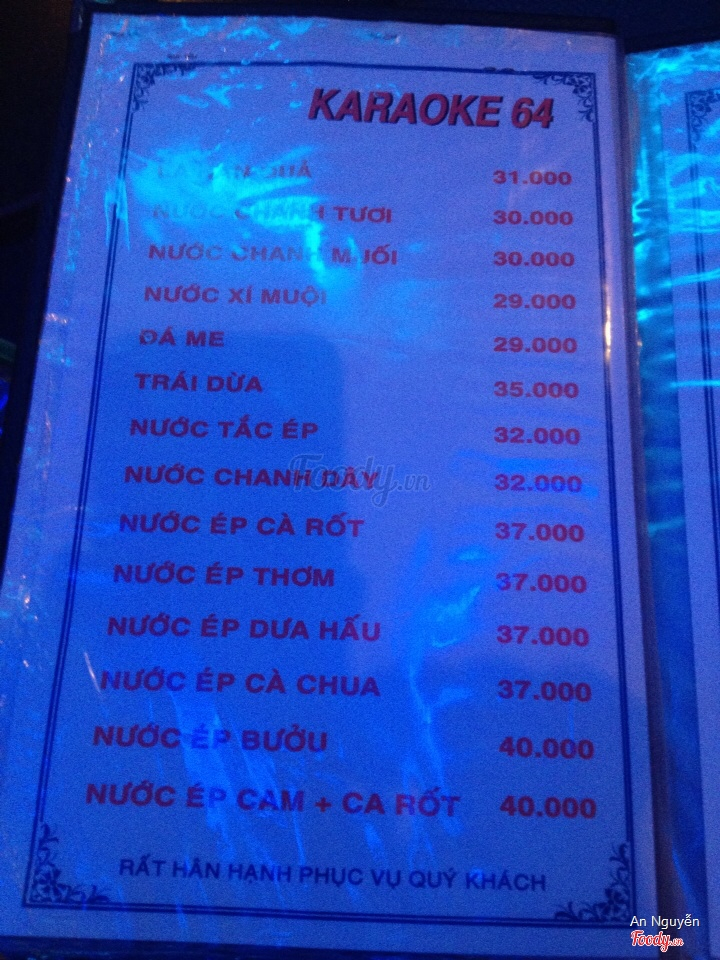 KARAOKE 64
QUẢ 31.000
NƯỚC CHANH TƯƠI 30.000
NƯỚC CHANH MUỐI 30.000
NƯỚC XÍ MUỘI 29.000
ĐÁ ME 29.000
TRÁI DỪA 35.000
NƯỚC TẮC ÉP 32.000
NƯỚC CHANH DÂY 32.000
NƯỚC ÉP CÀ RỐT 37.000
NƯỚC ÉP THƠM 37.000
NƯỚC ÉP DƯA HẤU 37.000
NƯỚC ÉP CÀ CHUA 37.000
NƯỚC ÉP BƯỞU 40.000
NƯỚC ÉP CAM + CA RỐT 40.000
RẤT HÂN HẠNH PHỤC VỤ QUÝ KHÁCH
Foody.vn
An Nguyễn
Foody.vn